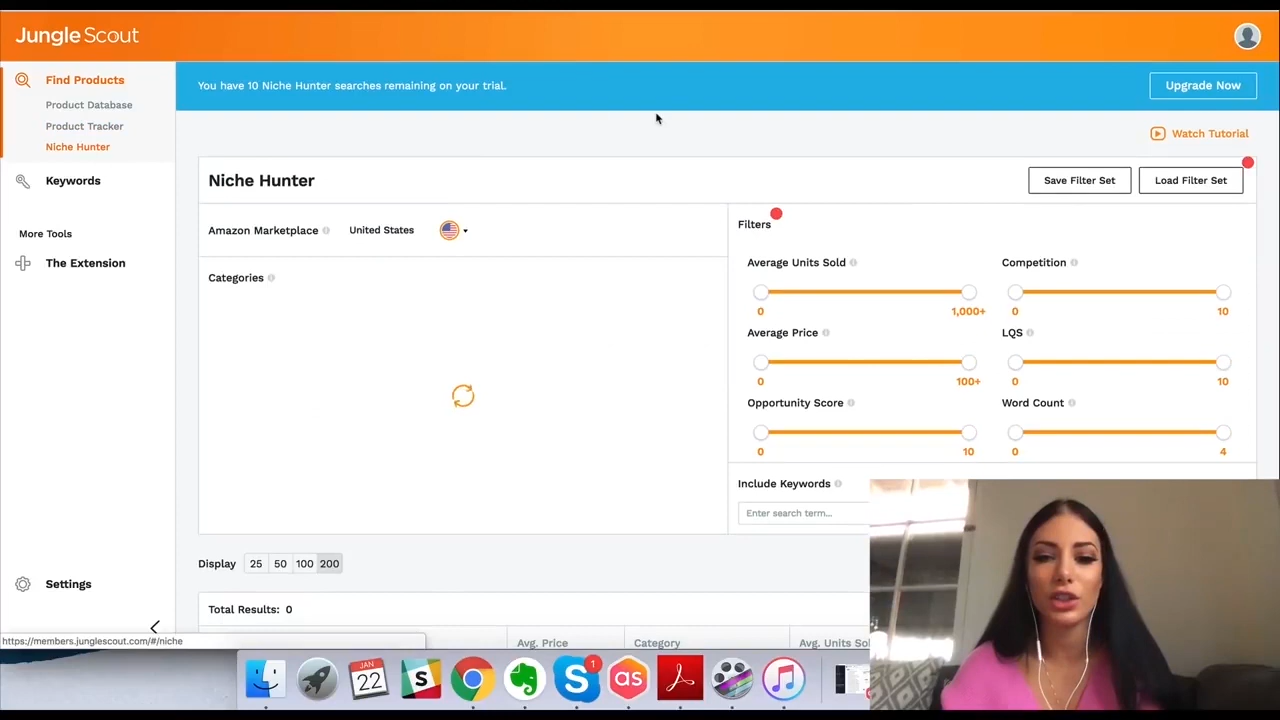 Jungle Scout
Find Products
Product Database
Product Tracker
Niche Hunter
Keywords
More Tools
The Extension
Settings
You have 10 Niche Hunter searches remaining on your trial.
Upgrade Now
Watch Tutorial
Niche Hunter
Save Filter Set
Load Filter Set
Amazon Marketplace United States
Categories
Filters
Average Units Sold
0 1,000+
Competition
0 10
Average Price
0 100+
LQS
0 10
Opportunity Score
0 10
Word Count
0 4
Include Keywords
Enter search term...
Display 25 50 100 200
Total Results: 0
Avg. Price Category Avg. Units Sol
https://members.junglescout.com/#/niche
JAN
22
S
S
1
as